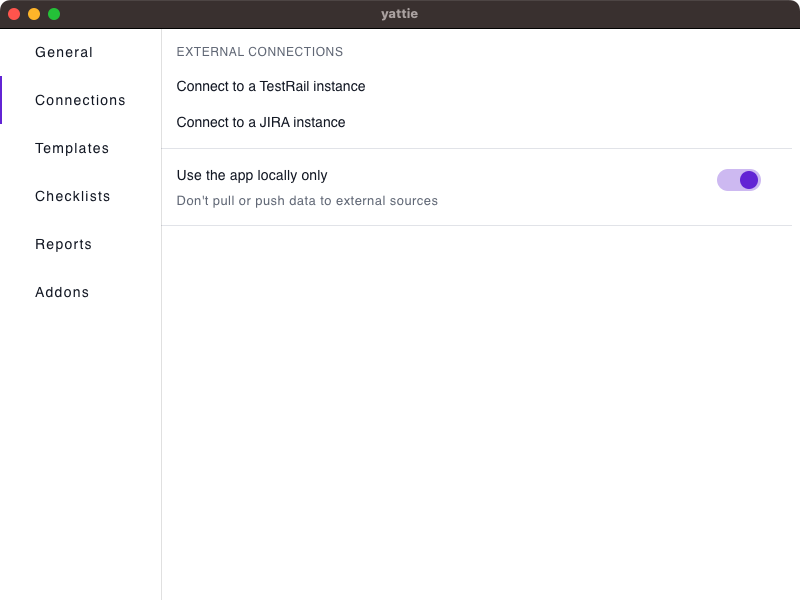 yattie
General
Connections
Templates
Checklists
Reports
Addons
EXTERNAL CONNECTIONS
Connect to a TestRail instance
Connect to a JIRA instance
Use the app locally only
Don't pull or push data to external sources